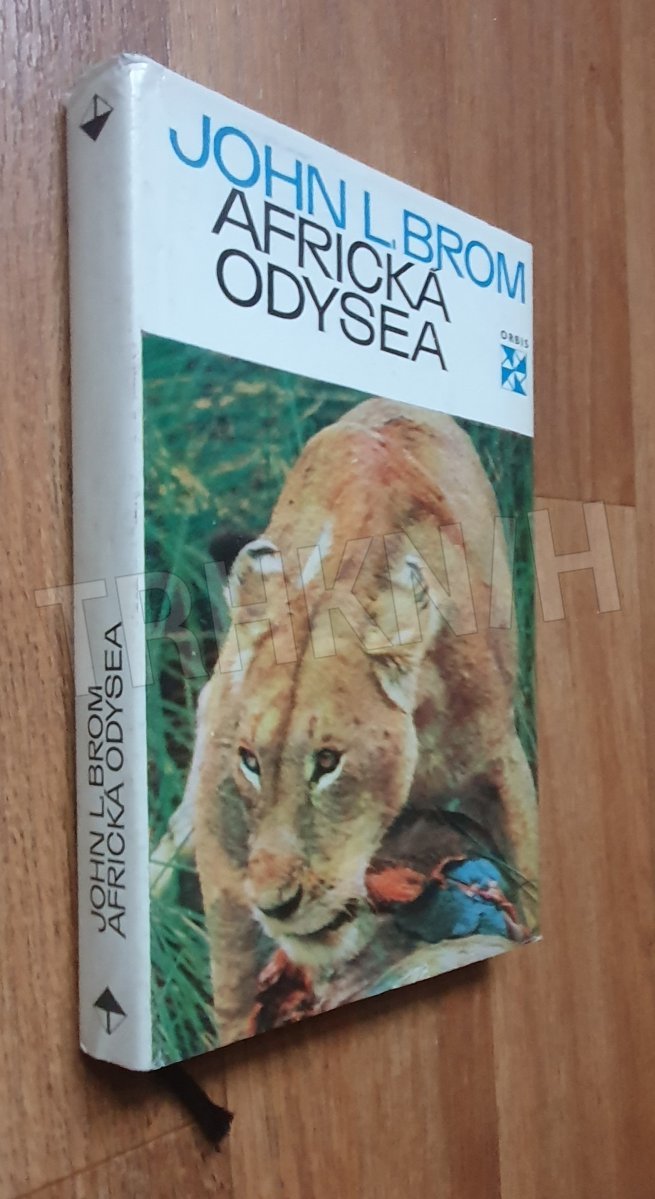 JOHN L. BROM
AFRICKÁ
ODYSEA
ORBIS
JOHN L. BROM
AFRICKÁ ODYSEA
TRHKNIH